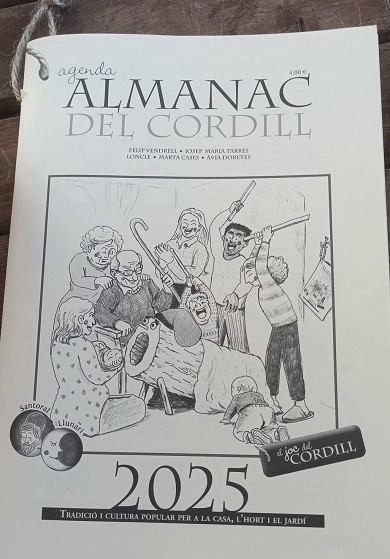 agenda
4,00 €
ALMANAC
DEL CORDILL
FELIP VENDRELL • JOSEP MARIA TARRÉS
LONCLE • MARTA CASES • ÀVIA DORETES
Santoral
i Llunari
el joc del
CORDILL
2025
TRADICIÓ I CULTURA POPULAR PER A LA CASA, L'HORT I EL JARDÍ